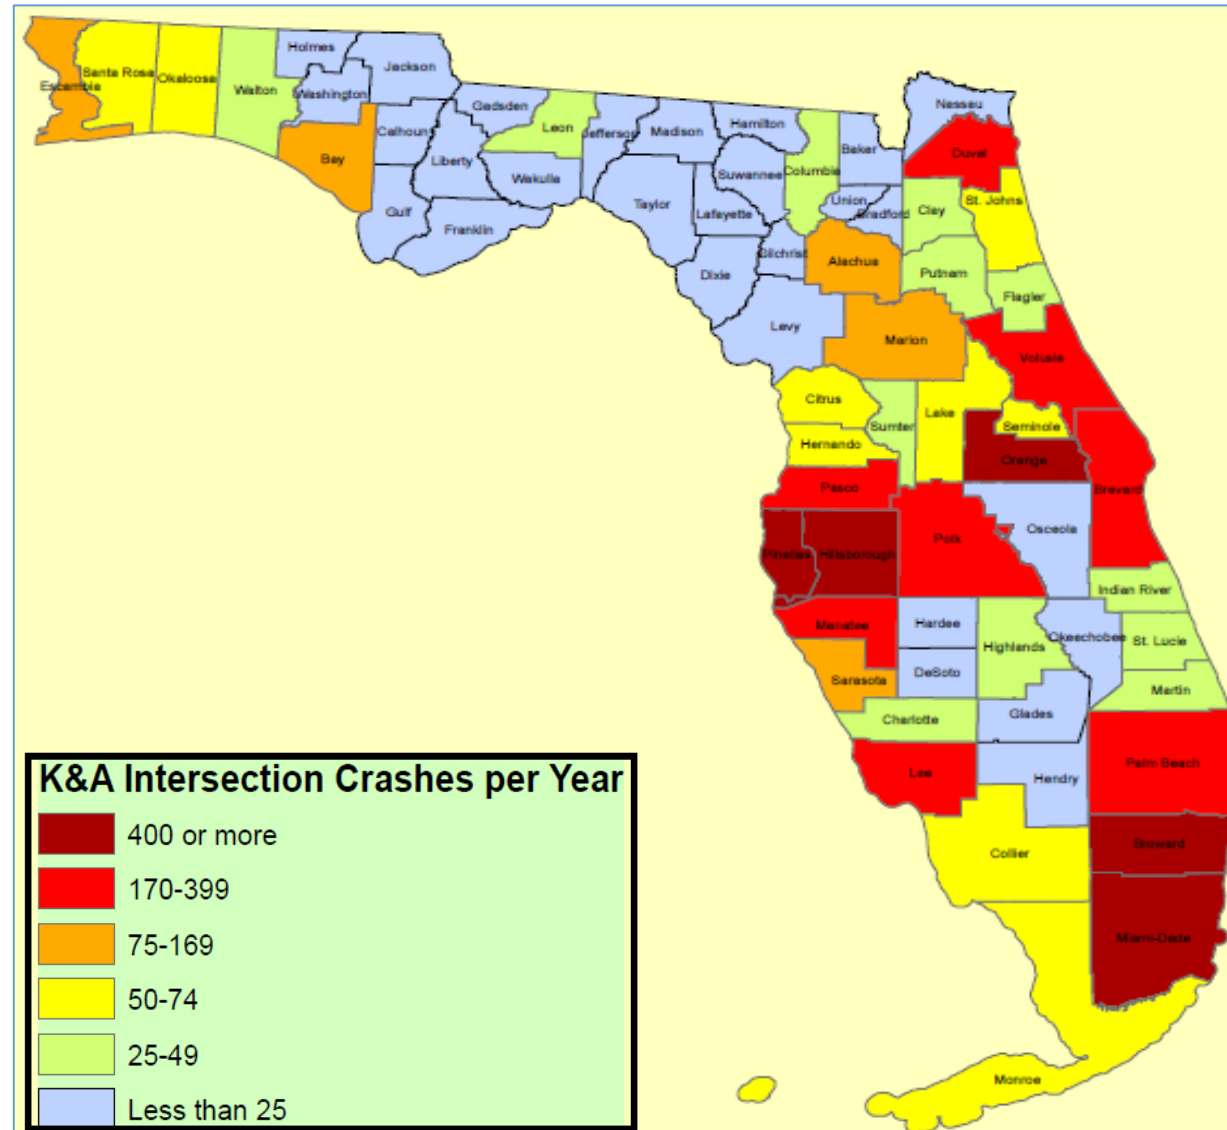 Holmes
Jackson
Escambia
Santa Rosa
Okaloosa
Walton
Washington
Gadsden
Leon
Jefferson
Madison
Hamilton
Nassau
Bay
Calhoun
Liberty
Wakulla
Suwannee
Columbia
Baker
Duval
Gulf
Franklin
Taylor
Lafayette
Union
Bradford
Clay
St. Johns
Dixie
Gilchrist
Alachua
Putnam
Flagler
Levy
Marion
Volusia
Citrus
Sumter
Lake
Seminole
Hernando
Orange
Pasco
Brevard
Pinellas
Hillsborough
Polk
Osceola
Indian River
Manatee
Hardee
Highlands
Okeechobee
St. Lucie
Sarasota
DeSoto
Martin
Charlotte
Glades
Lee
Hendry
Palm Beach
Collier
Broward
Miami-Dade
Monroe
K&A Intersection Crashes per Year
400 or more
170-399
75-169
50-74
25-49
Less than 25